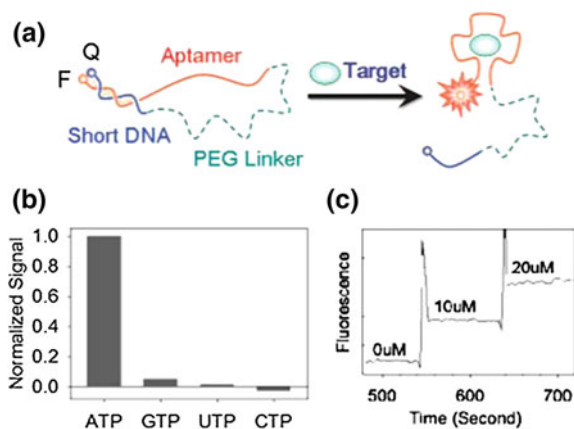 (a)
Q
F
Aptamer
Target
Short DNA
PEG Linker
(b)
Normalized Signal
1.0
0.8
0.6
0.4
0.2
0.0
ATP GTP UTP CTP
(c)
Fluorescence
0uM
10uM
20uM
500 600 700
Time (Second)